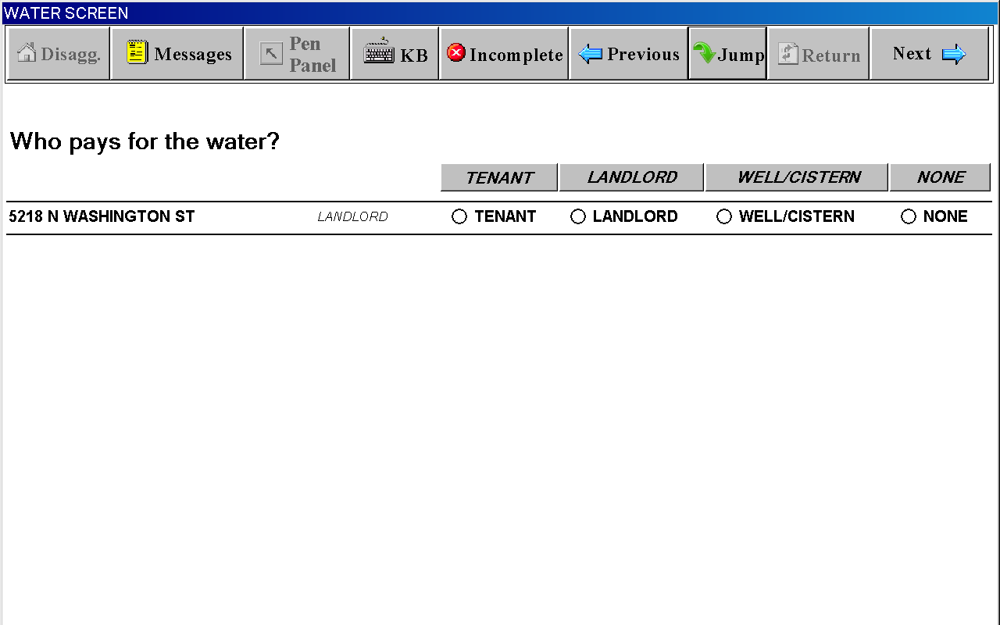 WATER SCREEN
Disagg. Messages Pen Panel KB Incomplete Previous Jump Return Next
Who pays for the water?
TENANT LANDLORD WELL/CISTERN NONE
5218 N WASHINGTON ST LANDLORD TENANT LANDLORD WELL/CISTERN NONE